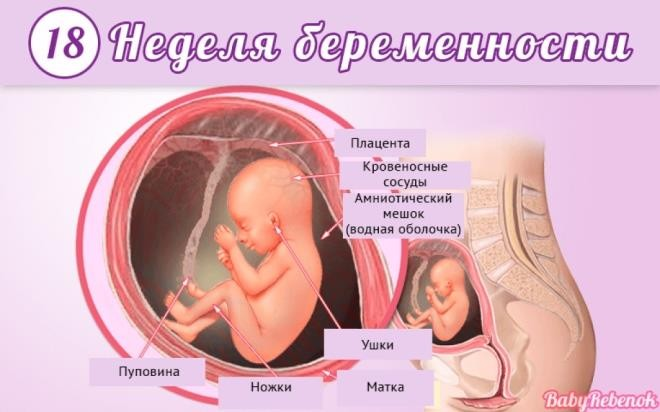 18 Неделя беременности
Плацента
Кровеносные
сосуды
Амниотический
мешок
(водная оболочка)
Ушки
Пуповина
Ножки
Матка
BabyRebenok